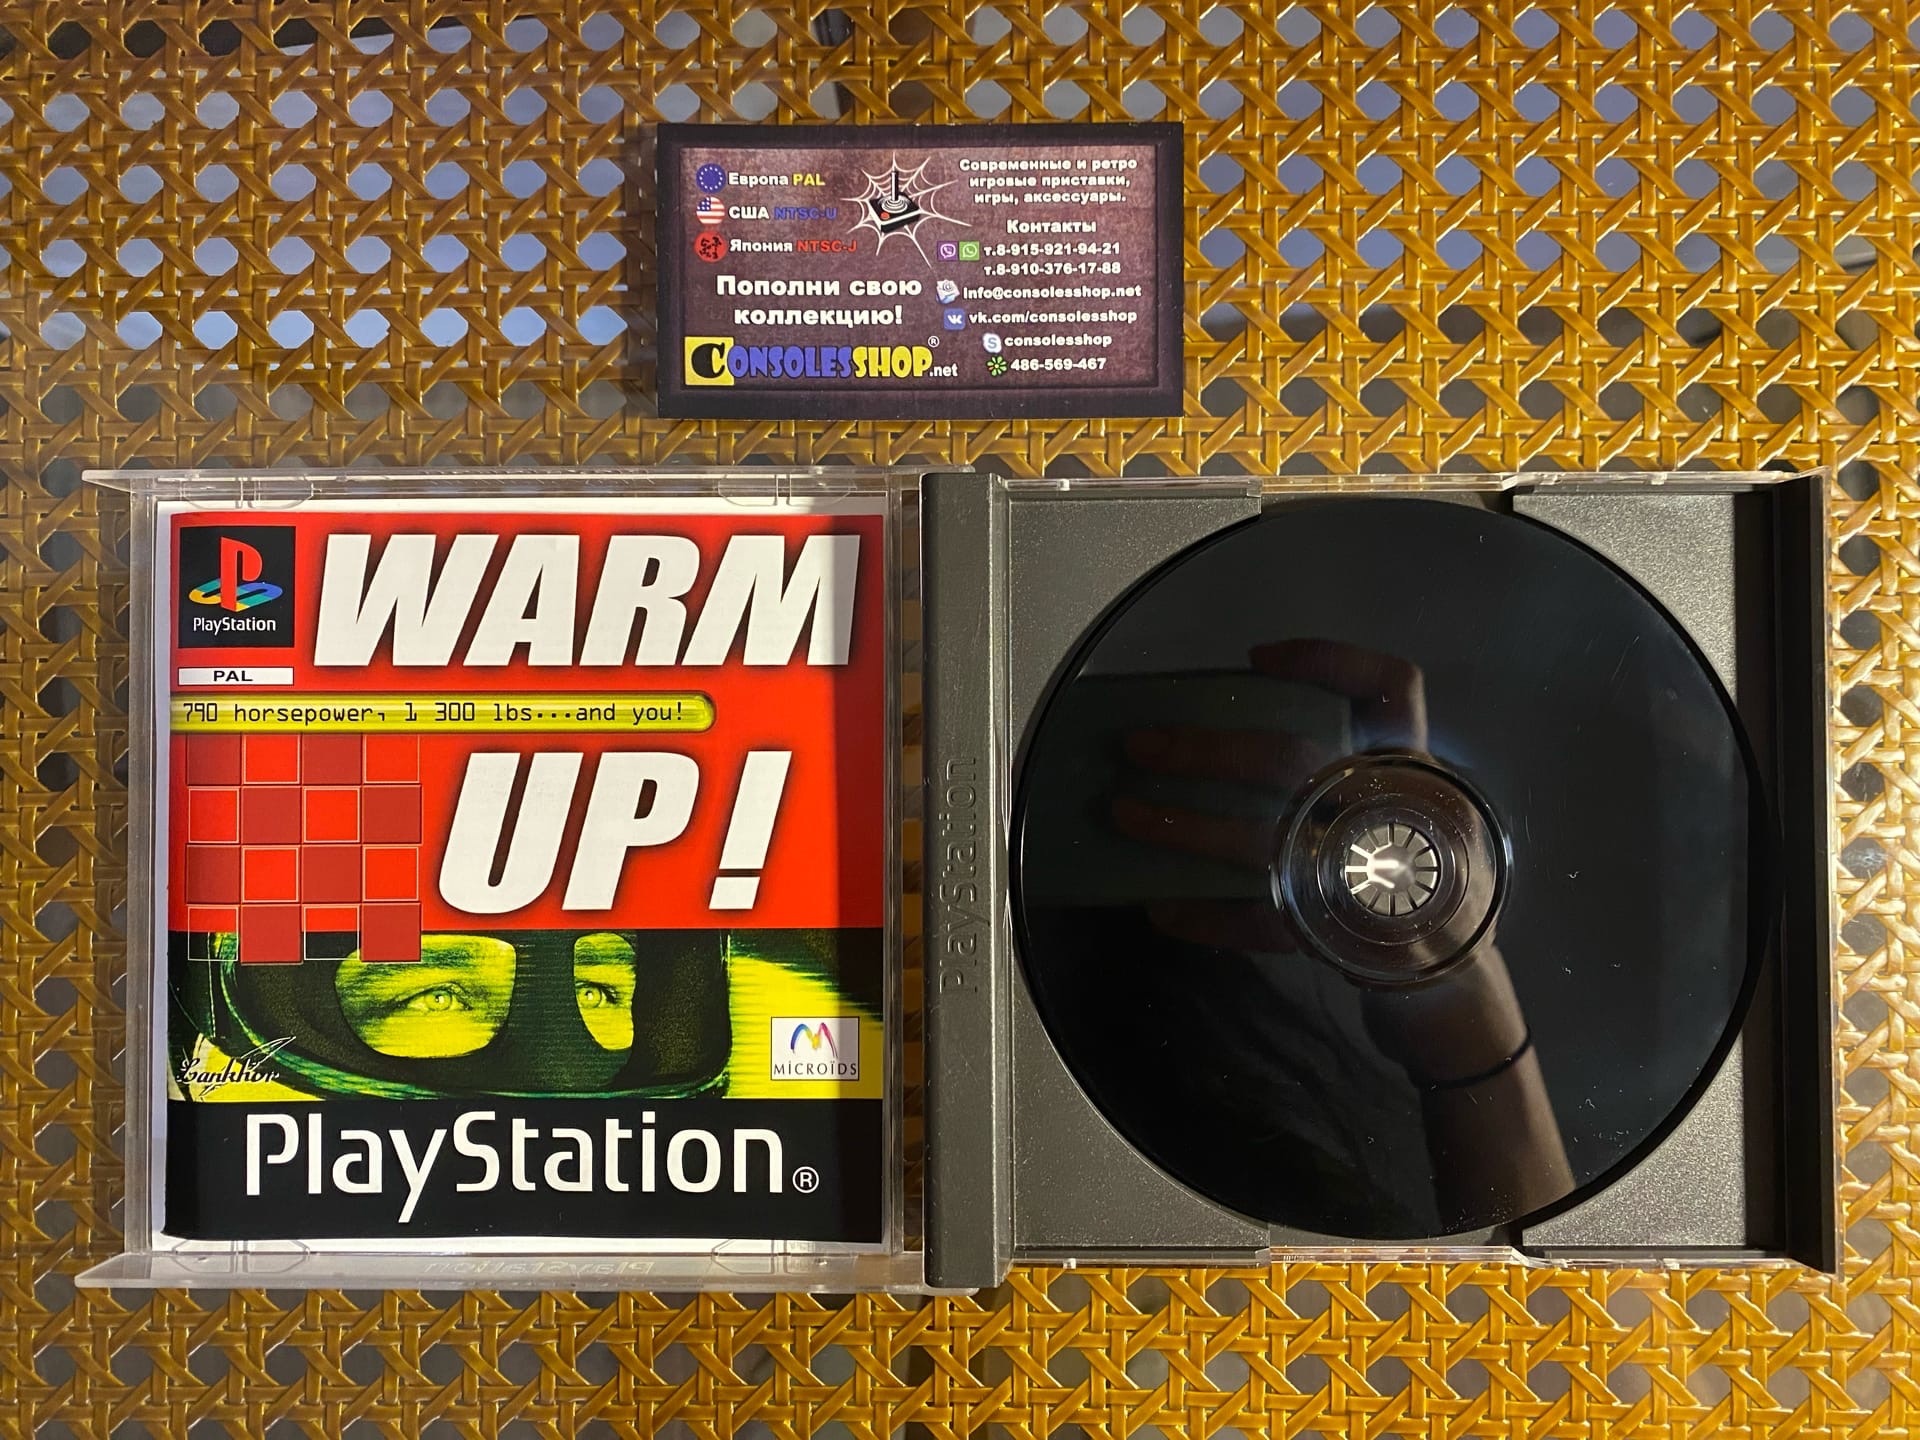 Европа PAL
США NTSC-U
Япония NTSC-J
Пополни свою
коллекцию!
CONSOLESSHOP.net
®
Современные и ретро
игровые приставки,
игры, аксессуары.
Контакты
т.8-915-921-94-21
т.8-910-376-17-88
info@consolesshop.net
vk.com/consolesshop
consolesshop
486-569-467
PlayStation
PAL
WARM
790 horsepower, 1 300 lbs...and you!
UP!
Lankhor
MICROÏDS
PlayStation®
PlayStation
PlayStation